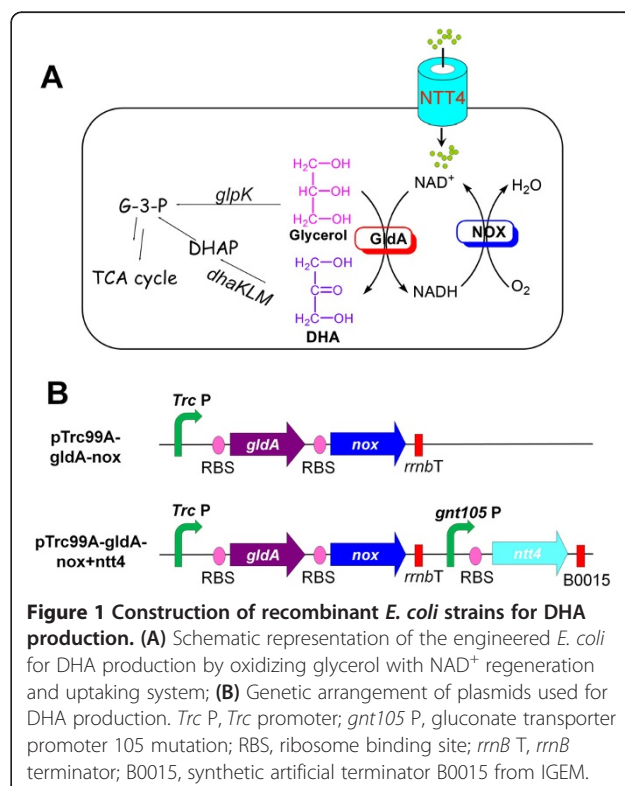 A
NTT4
H₂C—OH
HC—OH
H₂C—OH
Glycerol
glpK
G-3-P
DHAP
dhaKLM
TCA cycle
NAD⁺
H₂O
GldA
NOX
H₂C—OH
C=O
H₂C—OH
DHA
NADH
O₂
B
pTrc99A-
gldA-nox
Trc P
RBS
gldA
RBS
nox
rrnbT
pTrc99A-gldA-
nox+ntt4
Trc P
RBS
gldA
RBS
nox
rrnbT
gnt105 P
RBS
ntt4
B0015
Figure 1 Construction of recombinant E. coli strains for DHA
production. (A) Schematic representation of the engineered E. coli
for DHA production by oxidizing glycerol with NAD⁺ regeneration
and uptaking system; (B) Genetic arrangement of plasmids used for
DHA production. Trc P, Trc promoter; gnt105 P, gluconate transporter
promoter 105 mutation; RBS, ribosome binding site; rrnB T, rrnB
terminator; B0015, synthetic artificial terminator B0015 from IGEM.